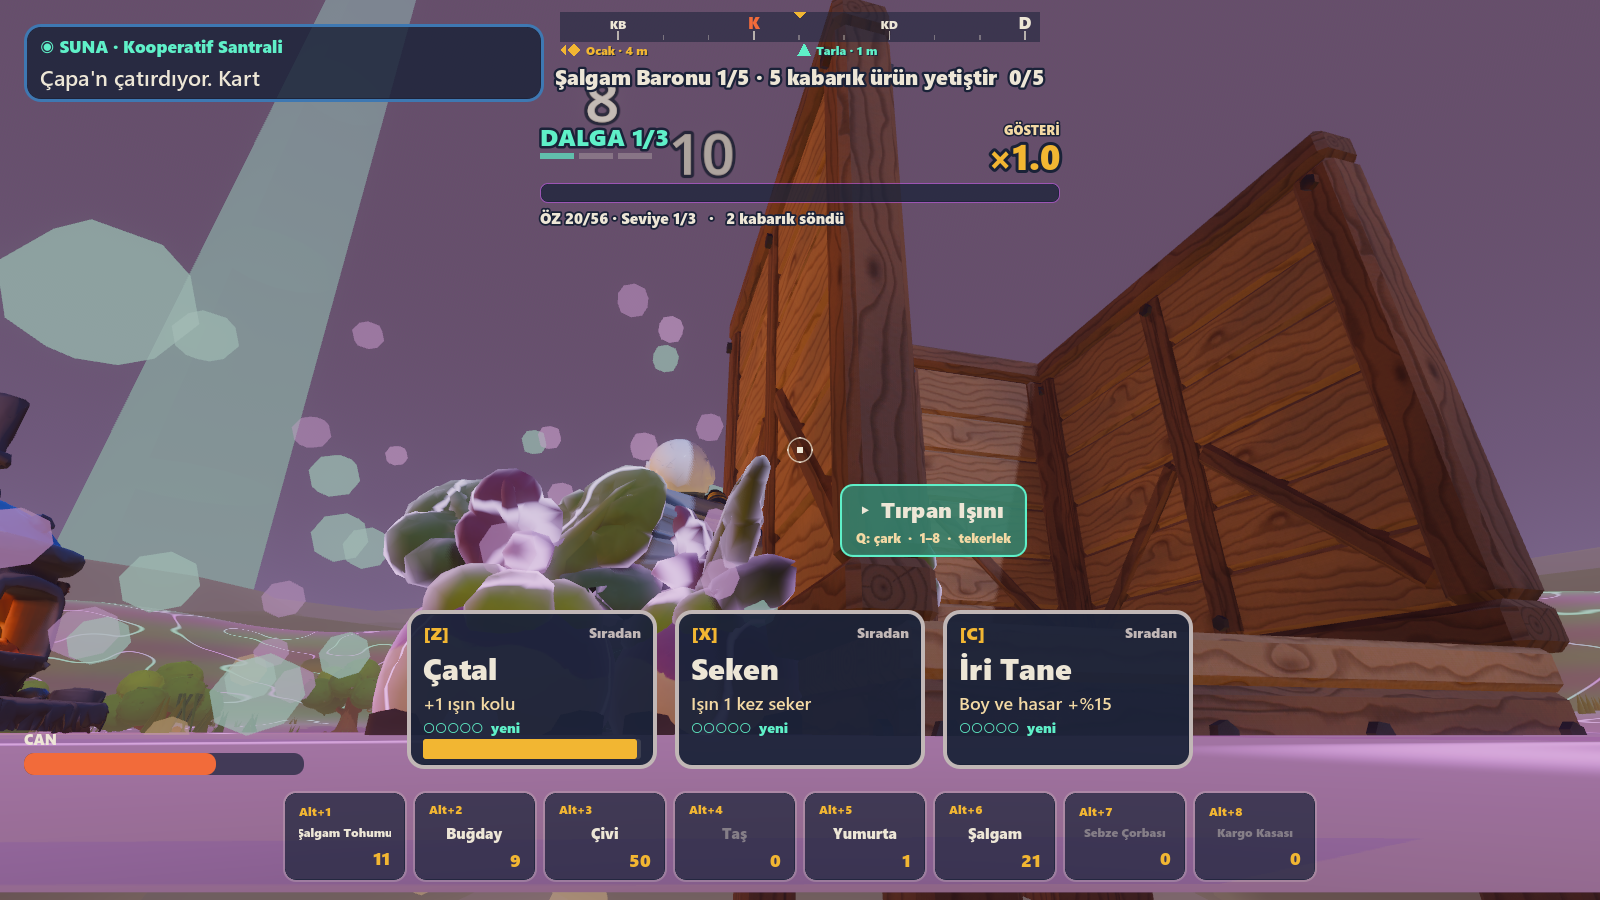 KB K KD D
Ocak · 4 m Tarla · 1 m
SUNA · Kooperatif Santrali
Çapa'n çatırdıyor. Kart
Şalgam Baronu 1/5 · 5 kabarık ürün yetiştir 0/5
8
DALGA 1/3
10
GÖSTERİ
×1.0
ÖZ 20/56 · Seviye 1/3 · 2 kabarık söndü
Tırpan Işını
Q: çark · 1-8 · tekerlek
[Z] Sıradan
Çatal
+1 ışın kolu
yeni
[X] Sıradan
Seken
Işın 1 kez seker
yeni
[C] Sıradan
İri Tane
Boy ve hasar +%15
yeni
CAN
Alt+1
Şalgam Tohumu
11
Alt+2
Buğday
9
Alt+3
Çivi
50
Alt+4
Taş
0
Alt+5
Yumurta
1
Alt+6
Şalgam
21
Alt+7
Sebze Çorbası
0
Alt+8
Kargo Kasası
0